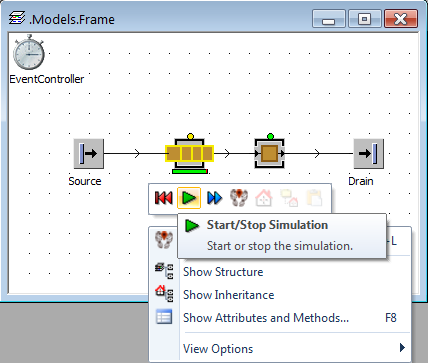 .Models.Frame
EventController
Source
Drain
Start/Stop Simulation
Start or stop the simulation.
-L
Show Structure
Show Inheritance
Show Attributes and Methods... F8
View Options